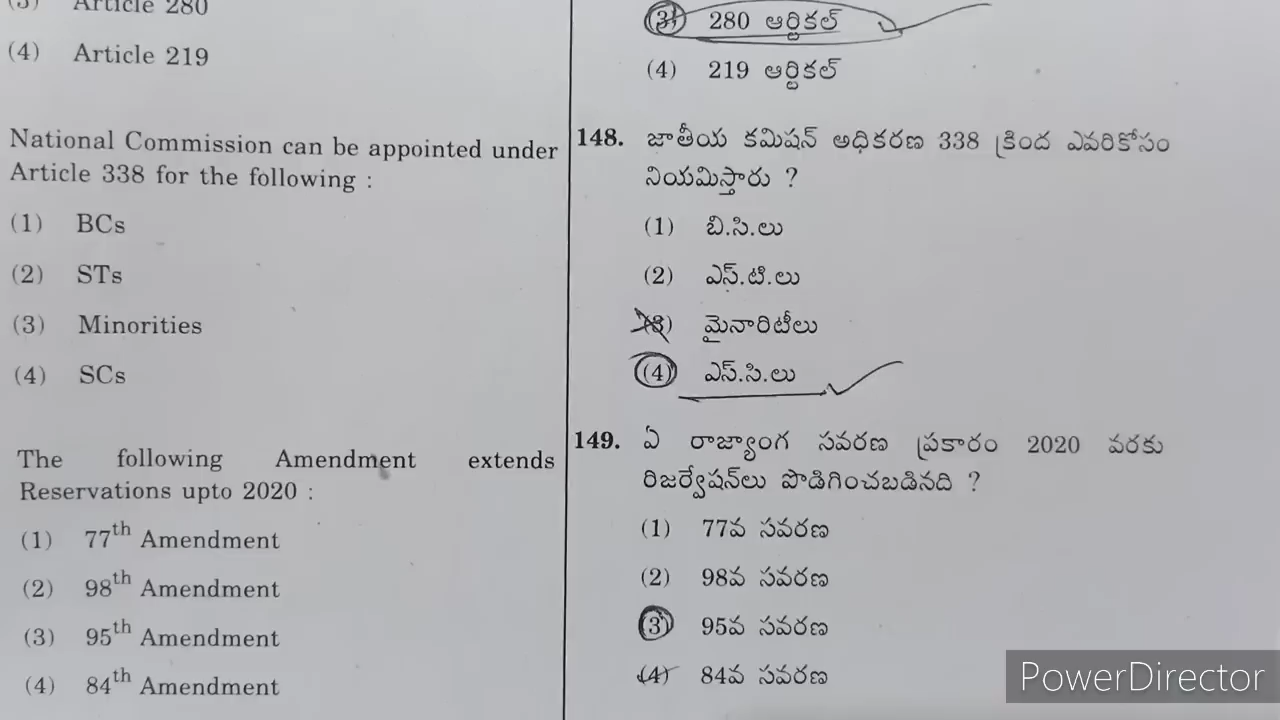 (3) Article 280
(4) Article 219
National Commission can be appointed under
Article 338 for the following :
(1) BCs
(2) STs
(3) Minorities
(4) SCs
The following Amendment extends
Reservations upto 2020 :
(1) 77th Amendment
(2) 98th Amendment
(3) 95th Amendment
(4) 84th Amendment
(3) 280 ఆర్టికల్
(4) 219 ఆర్టికల్
148. జాతీయ కమిషన్ అధికరణ 338 క్రింద ఎవరికోసం
నియమిస్తారు ?
(1) బి.సి.లు
(2) ఎస్.టి.లు
(3) మైనారిటీలు
(4) ఎస్.సి.లు
149. ఏ రాజ్యాంగ సవరణ ప్రకారం 2020 వరకు
రిజర్వేషన్‌లు పొడిగించబడినది ?
(1) 77వ సవరణ
(2) 98వ సవరణ
(3) 95వ సవరణ
(4) 84వ సవరణ
PowerDirector